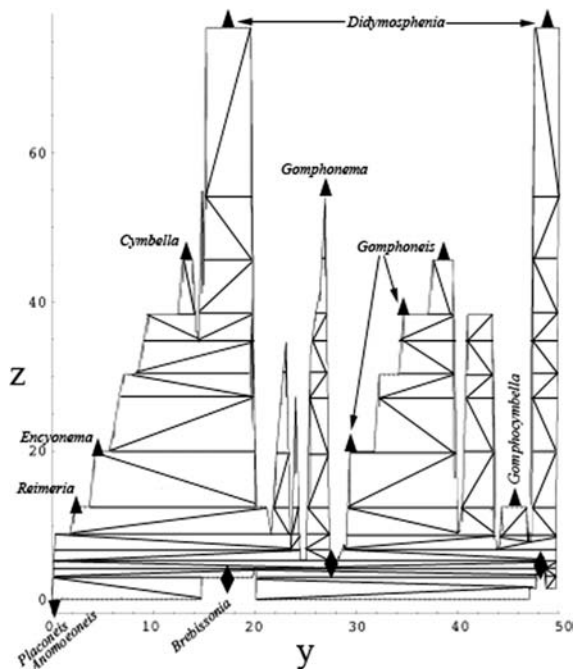 Didymosphenia
60
Gomphonema
Cymbella
Gomphoneis
40
z
Gomphocymbella
Encyonema
20
Reimeria
0
0 10 20 30 40 50
Placoneis
Anomoeoneis
Brebissonia
y